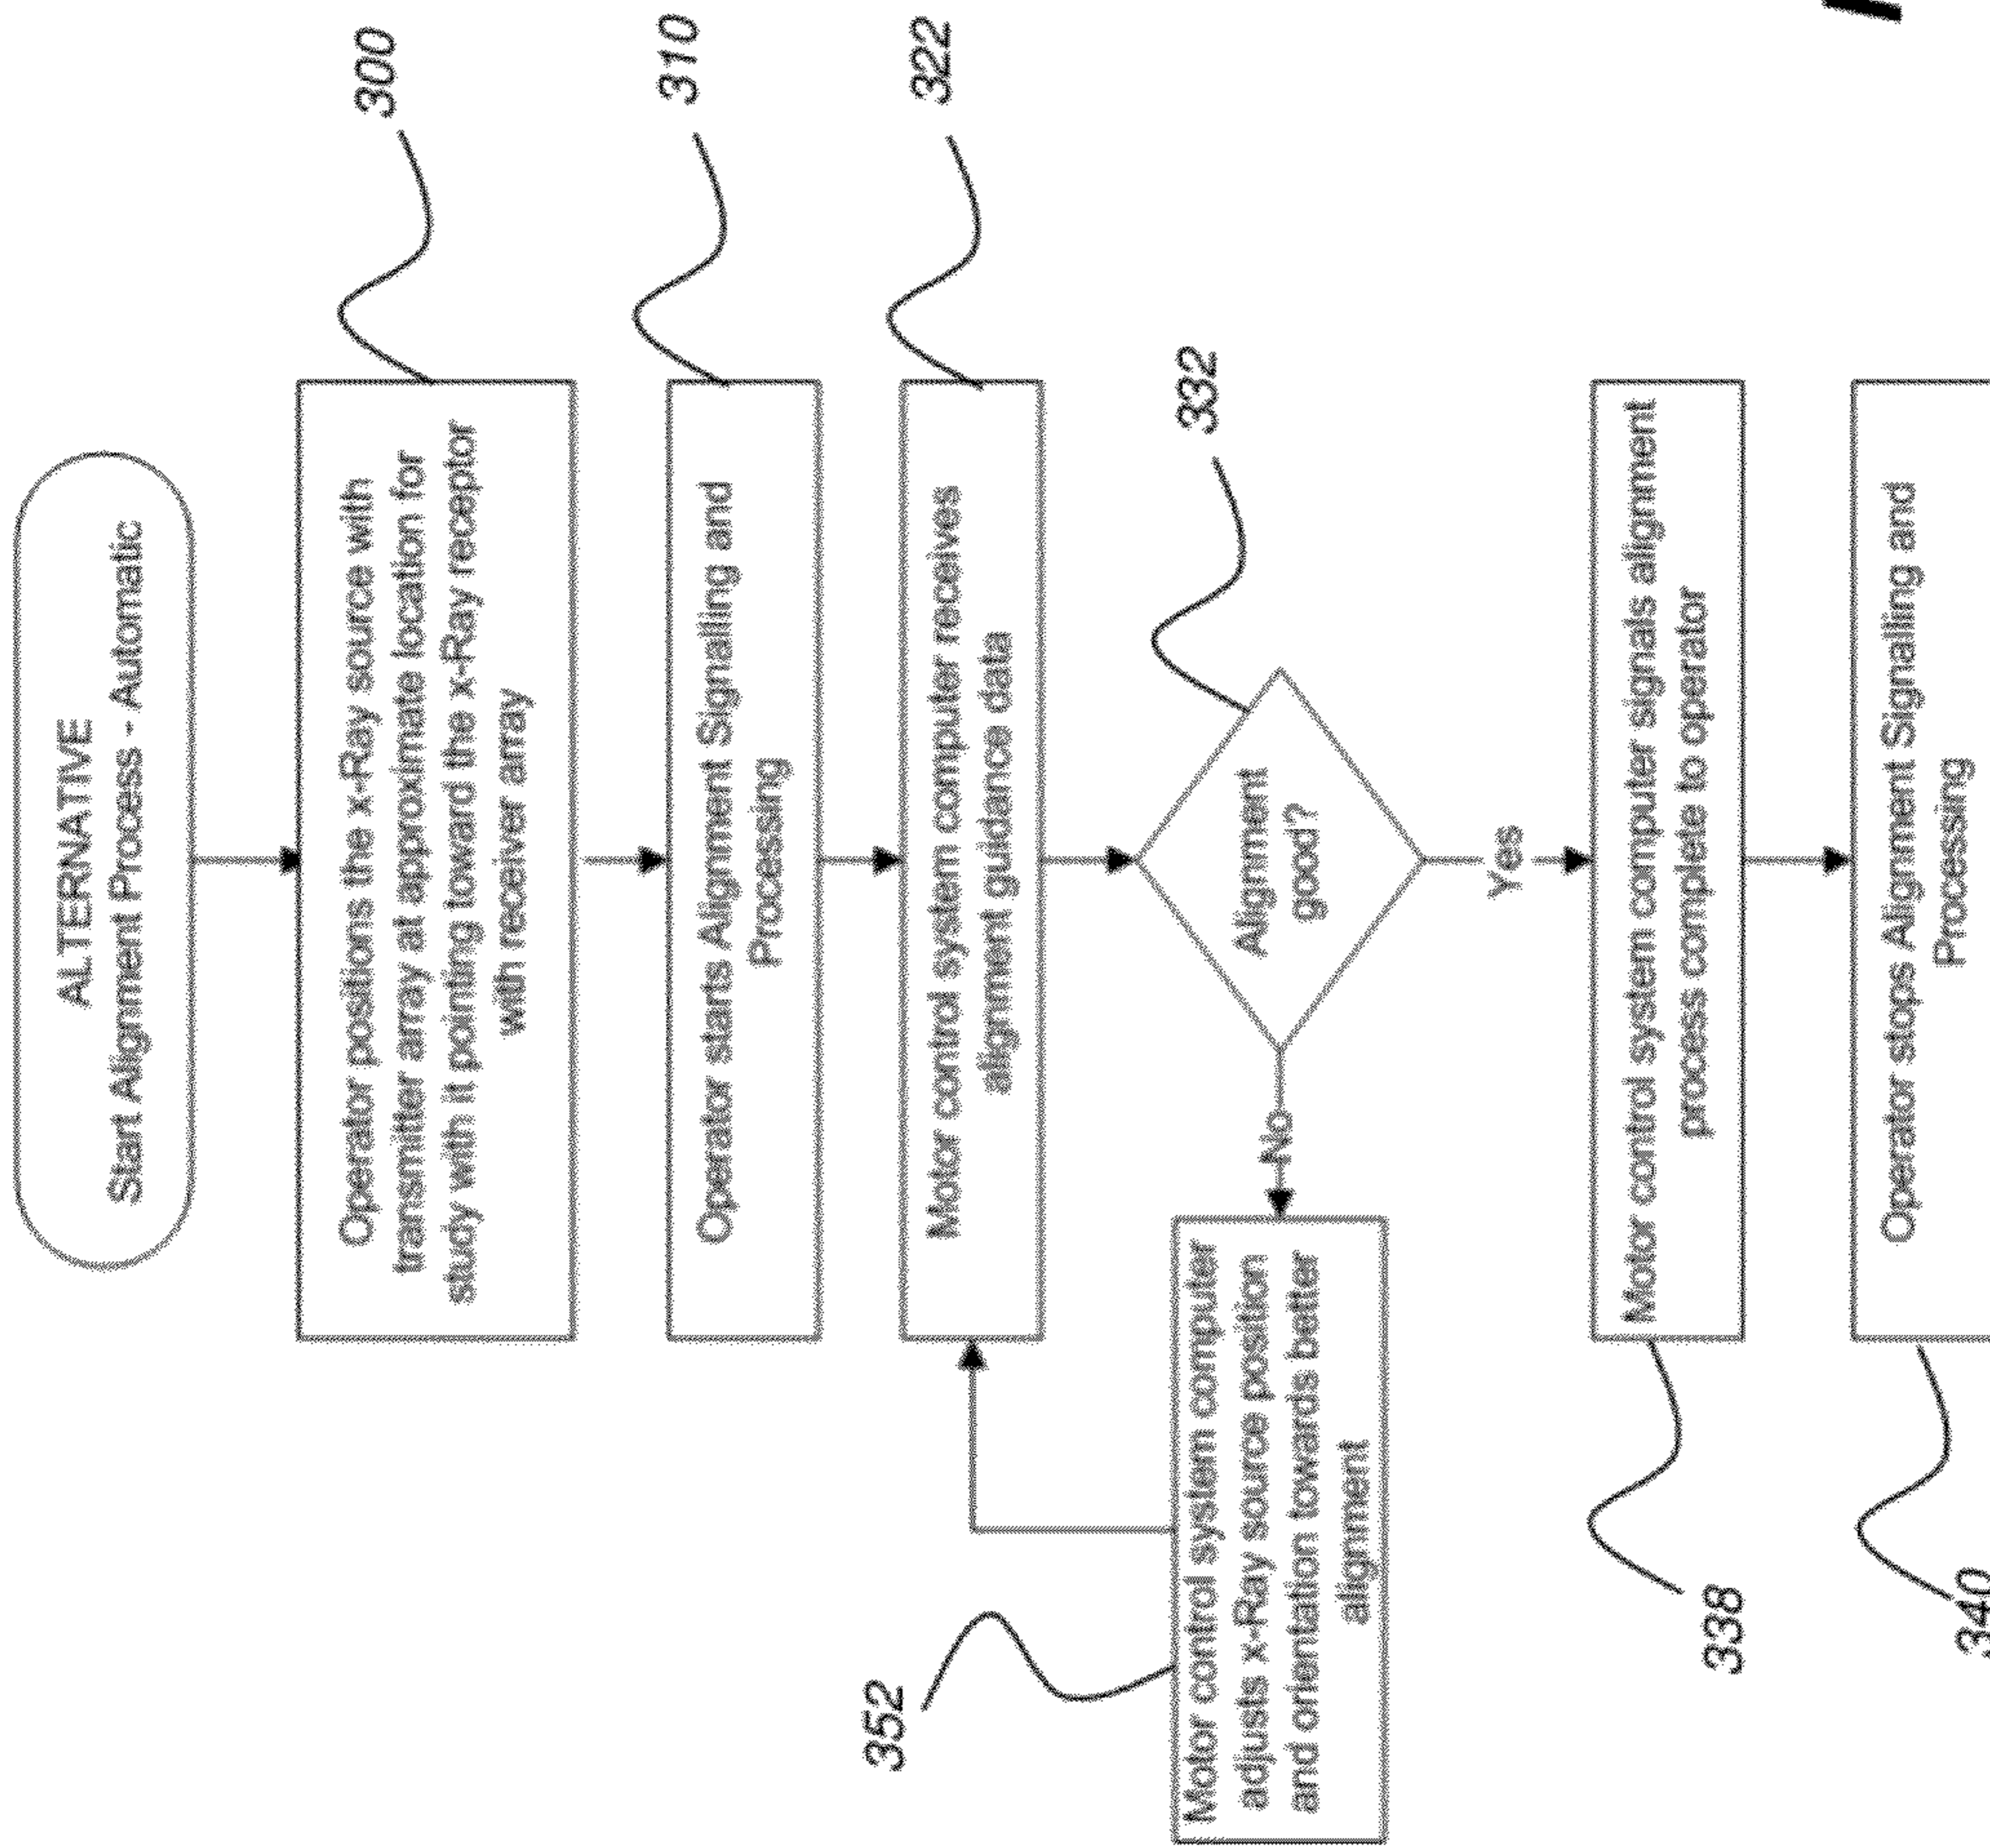 ALTERNATIVE
Start Alignment Process - Automatic
300
Operator positions the x-Ray source with
transmitter array at approximate location for
study with it pointing toward the x-Ray receptor
with receiver array
310
Operator starts Alignment Signalling and
Processing
322
Motor control system computer receives
alignment guidance data
332
Alignment
good?
No
352
Motor control system computer
adjusts x-Ray source position
and orientation towards better
alignment
Yes
Motor control system computer signals alignment
process complete to operator
338
Operator stops Alignment Signalling and
Processing
340